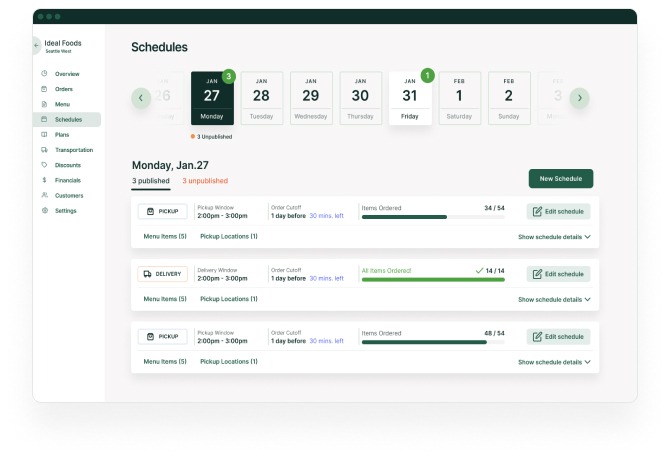 Ideal Foods
Seattle West
Overview
Orders
Menu
Schedules
Plans
Transportation
Discounts
Financials
Customers
Settings
Schedules
26
JAN 27 Monday
3
JAN 28 Tuesday
JAN 29 Wednesday
JAN 30 Thursday
JAN 31 Friday
1
FEB 1 Saturday
FEB 2 Sunday
3
3 Unpublished
Monday, Jan.27
3 published 3 unpublished
New Schedule
PICKUP
Pickup Window
2:00pm - 3:00pm
Order Cutoff
1 day before 30 mins. left
Items Ordered 34 / 54
Edit schedule
Menu Items (5) Pickup Locations (1) Show schedule details
DELIVERY
Delivery Window
2:00pm - 3:00pm
Order Cutoff
1 day before 30 mins. left
All Items Ordered! 14 / 14
Edit schedule
Menu Items (5) Pickup Locations (1) Show schedule details
PICKUP
Pickup Window
2:00pm - 3:00pm
Order Cutoff
1 day before 30 mins. left
Items Ordered 48 / 54
Edit schedule
Menu Items (5) Pickup Locations (1) Show schedule details